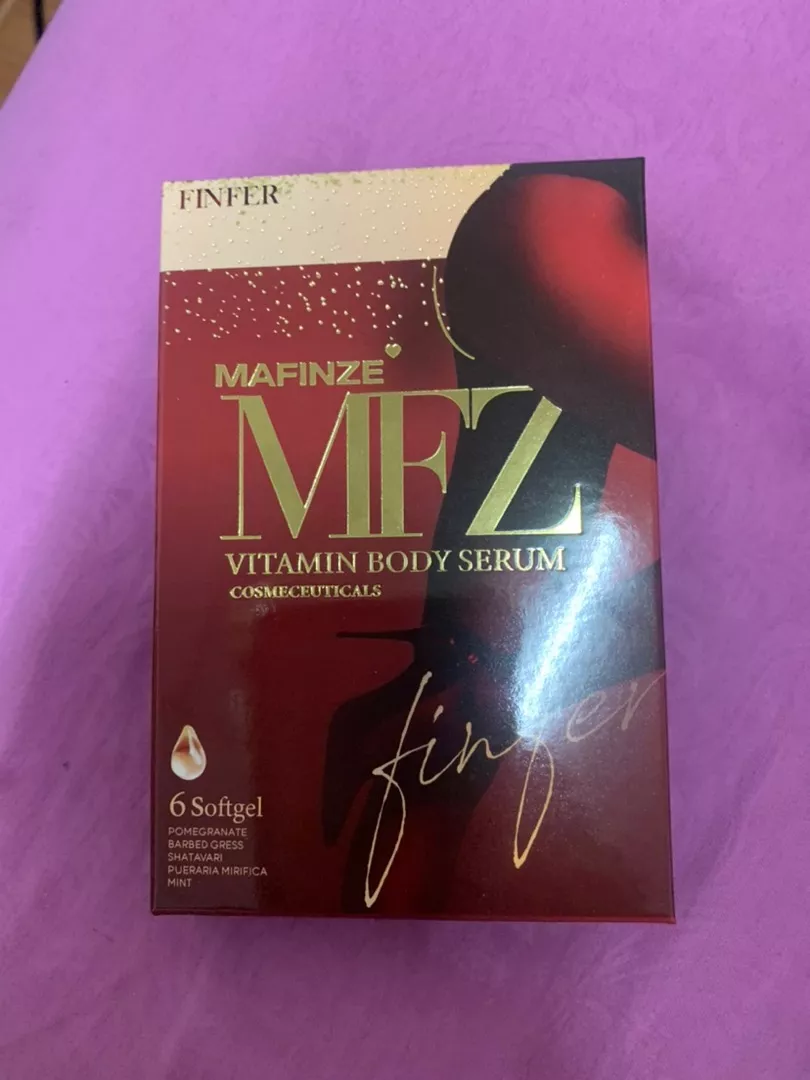 FINFER
MAFINZE
MFZ
VITAMIN BODY SERUM
COSMECEUTICALS
finfer
6 Softgel
POMEGRANATE
BARBED GRESS
SHATAVARI
PUERARIA MIRIFICA
MINT